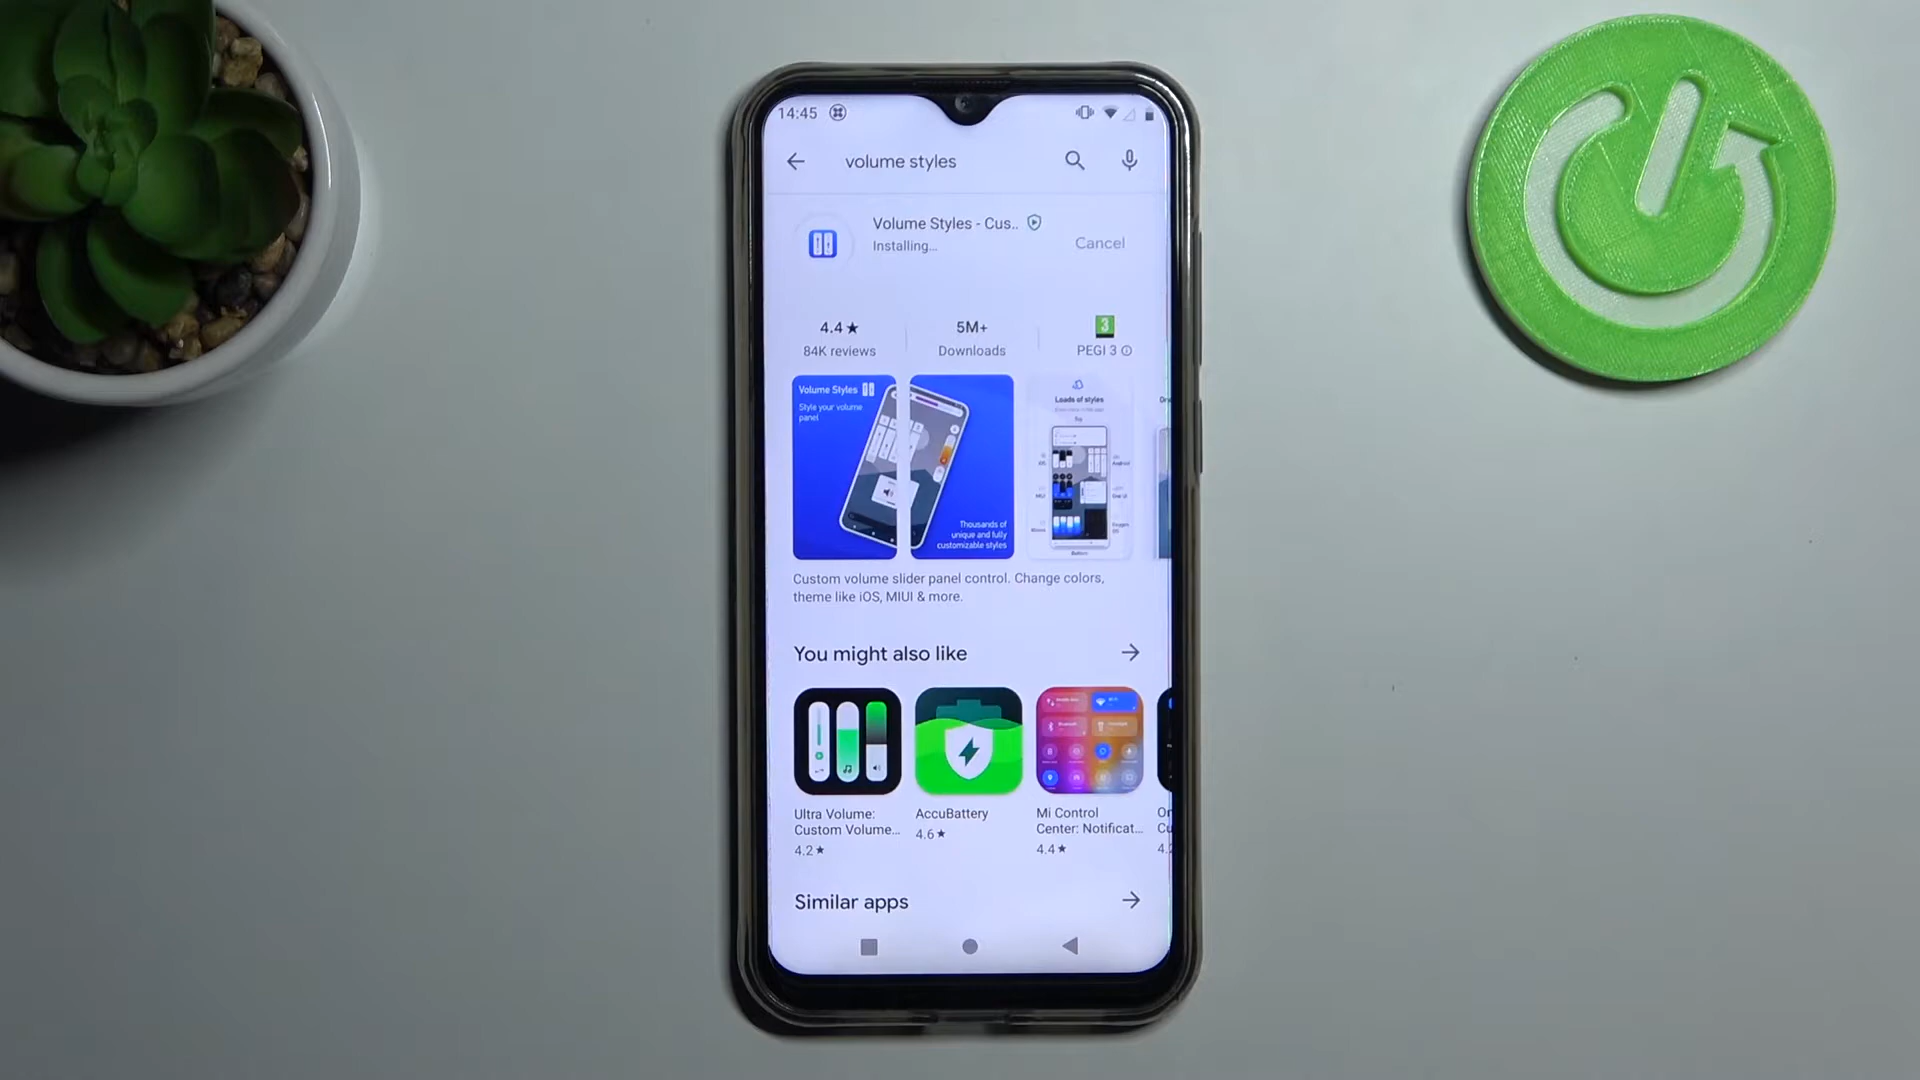 14:45
volume styles
Volume Styles - Cus..
Installing...
Cancel
4.4★
84K reviews
5M+
Downloads
3
PEGI 3
Volume Styles
Style your volume
panel
Thousands of
unique and fully
customizable styles
Loads of styles
Custom volume slider panel control. Change colors,
theme like iOS, MIUI & more.
You might also like
Ultra Volume:
Custom Volume...
4.2★
AccuBattery
4.6★
Mi Control
Center: Notificat...
4.4★
Similar apps